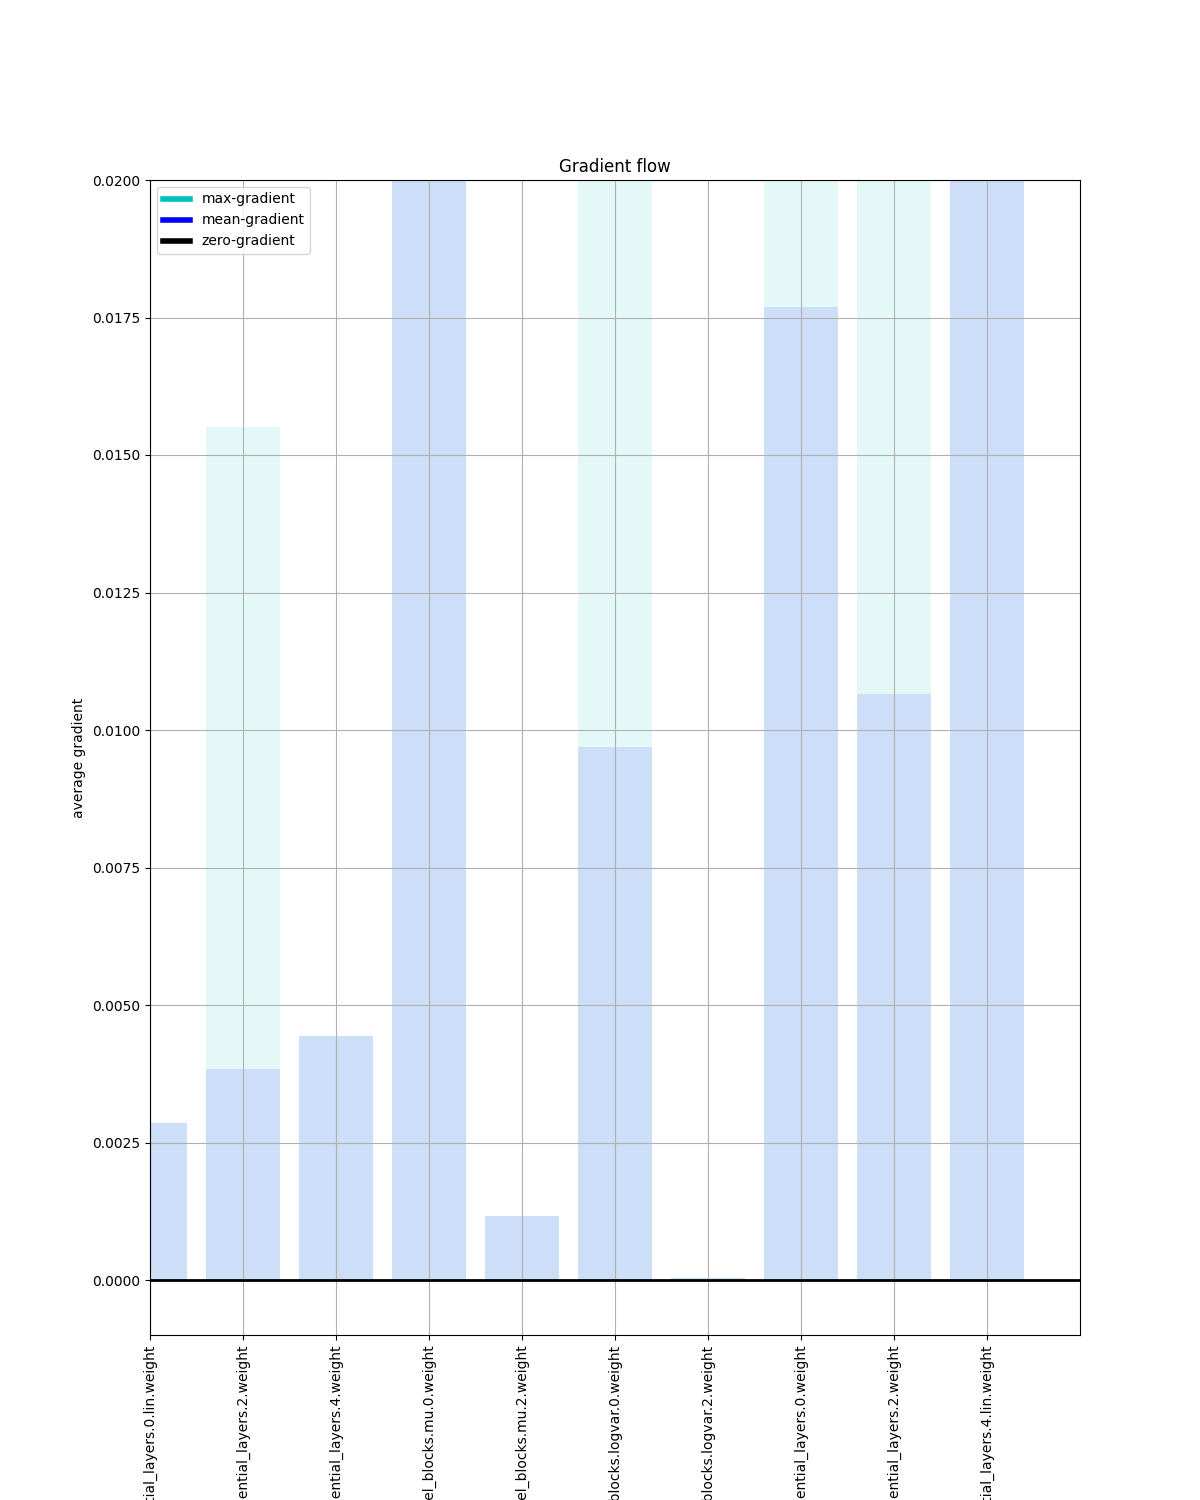 Gradient flow
max-gradient
mean-gradient
zero-gradient
0.0200
0.0175
0.0150
0.0125
0.0100
0.0075
0.0050
0.0025
0.0000
average gradient
tial_layers.0.lin.weight
ential_layers.2.weight
ential_layers.4.weight
el_blocks.mu.0.weight
el_blocks.mu.2.weight
blocks.logvar.0.weight
blocks.logvar.2.weight
ential_layers.0.weight
ential_layers.2.weight
tial_layers.4.lin.weight